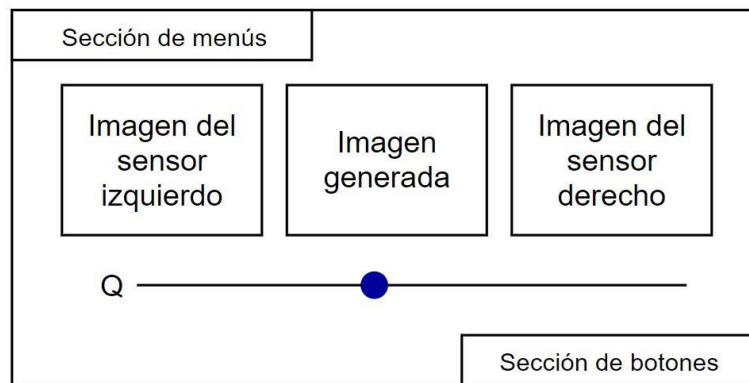 Sección de menús
Imagen del
sensor
izquierdo
Imagen
generada
Imagen del
sensor
derecho
Q
Sección de botones